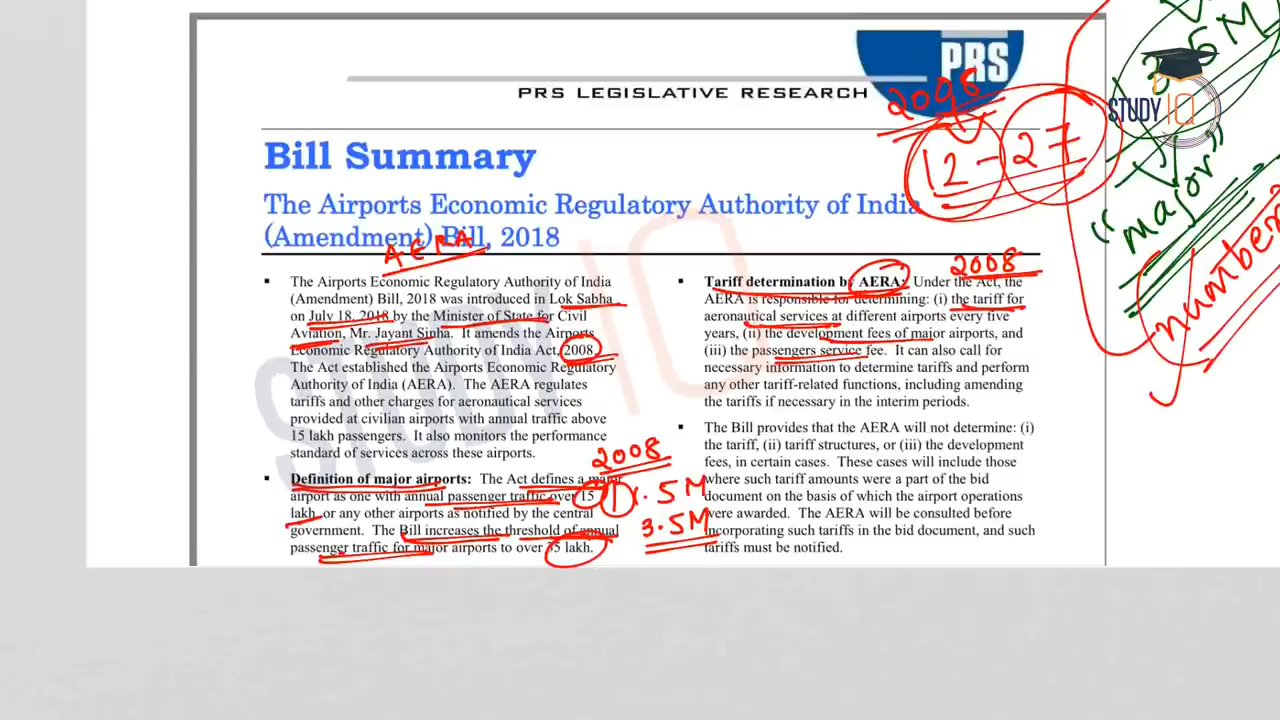 PRS
PRS LEGISLATIVE RESEARCH
2008
12-27
3.5M
STUDY IQ
"major"
number
Bill Summary
The Airports Economic Regulatory Authority of India
(Amendment) Bill, 2018
AERA
The Airports Economic Regulatory Authority of India
(Amendment) Bill, 2018 was introduced in Lok Sabha
on July 18, 2018 by the Minister of State for Civil
Aviation, Mr. Jayant Sinha. It amends the Airports
Economic Regulatory Authority of India Act, 2008.
The Act established the Airports Economic Regulatory
Authority of India (AERA). The AERA regulates
tariffs and other charges for aeronautical services
provided at civilian airports with annual traffic above
15 lakh passengers. It also monitors the performance
standard of services across these airports.
2008
Definition of major airports: The Act defines a major
airport as one with annual passenger traffic over 15
lakh, or any other airports as notified by the central
government. The Bill increases the threshold of annual
passenger traffic for major airports to over 35 lakh.
1.5M
3.5M
2008
Tariff determination by AERA: Under the Act, the
AERA is responsible for determining: (i) the tariff for
aeronautical services at different airports every five
years, (ii) the development fees of major airports, and
(iii) the passengers service fee. It can also call for
necessary information to determine tariffs and perform
any other tariff-related functions, including amending
the tariffs if necessary in the interim periods.
The Bill provides that the AERA will not determine: (i)
the tariff, (ii) tariff structures, or (iii) the development
fees, in certain cases. These cases will include those
where such tariff amounts were a part of the bid
document on the basis of which the airport operations
were awarded. The AERA will be consulted before
incorporating such tariffs in the bid document, and such
tariffs must be notified.
STUDY IQ